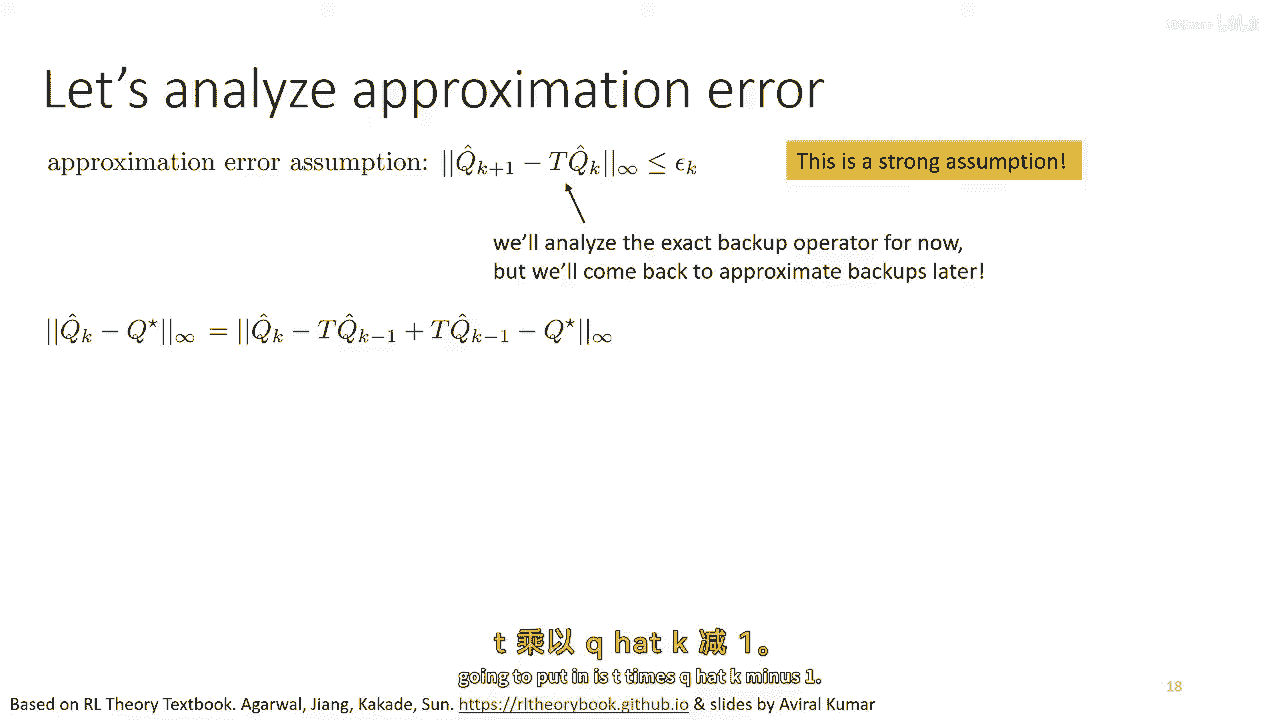 Let's analyze approximation error
approximation error assumption: $||\hat{Q}_{k+1} - T\hat{Q}_k||_\infty \leq \epsilon_k$
This is a strong assumption!
we'll analyze the exact backup operator for now,
but we'll come back to approximate backups later!
$||\hat{Q}_k - Q^\star||_\infty = ||\hat{Q}_k - T\hat{Q}_{k-1} + T\hat{Q}_{k-1} - Q^\star||_\infty$
t 乘以 q hat k 减 1。
going to put in is t times q hat k minus 1.
18
Based on RL Theory Textbook. Agarwal, Jiang, Kakade, Sun. https://rltheorybook.github.io & slides by Aviral Kumar